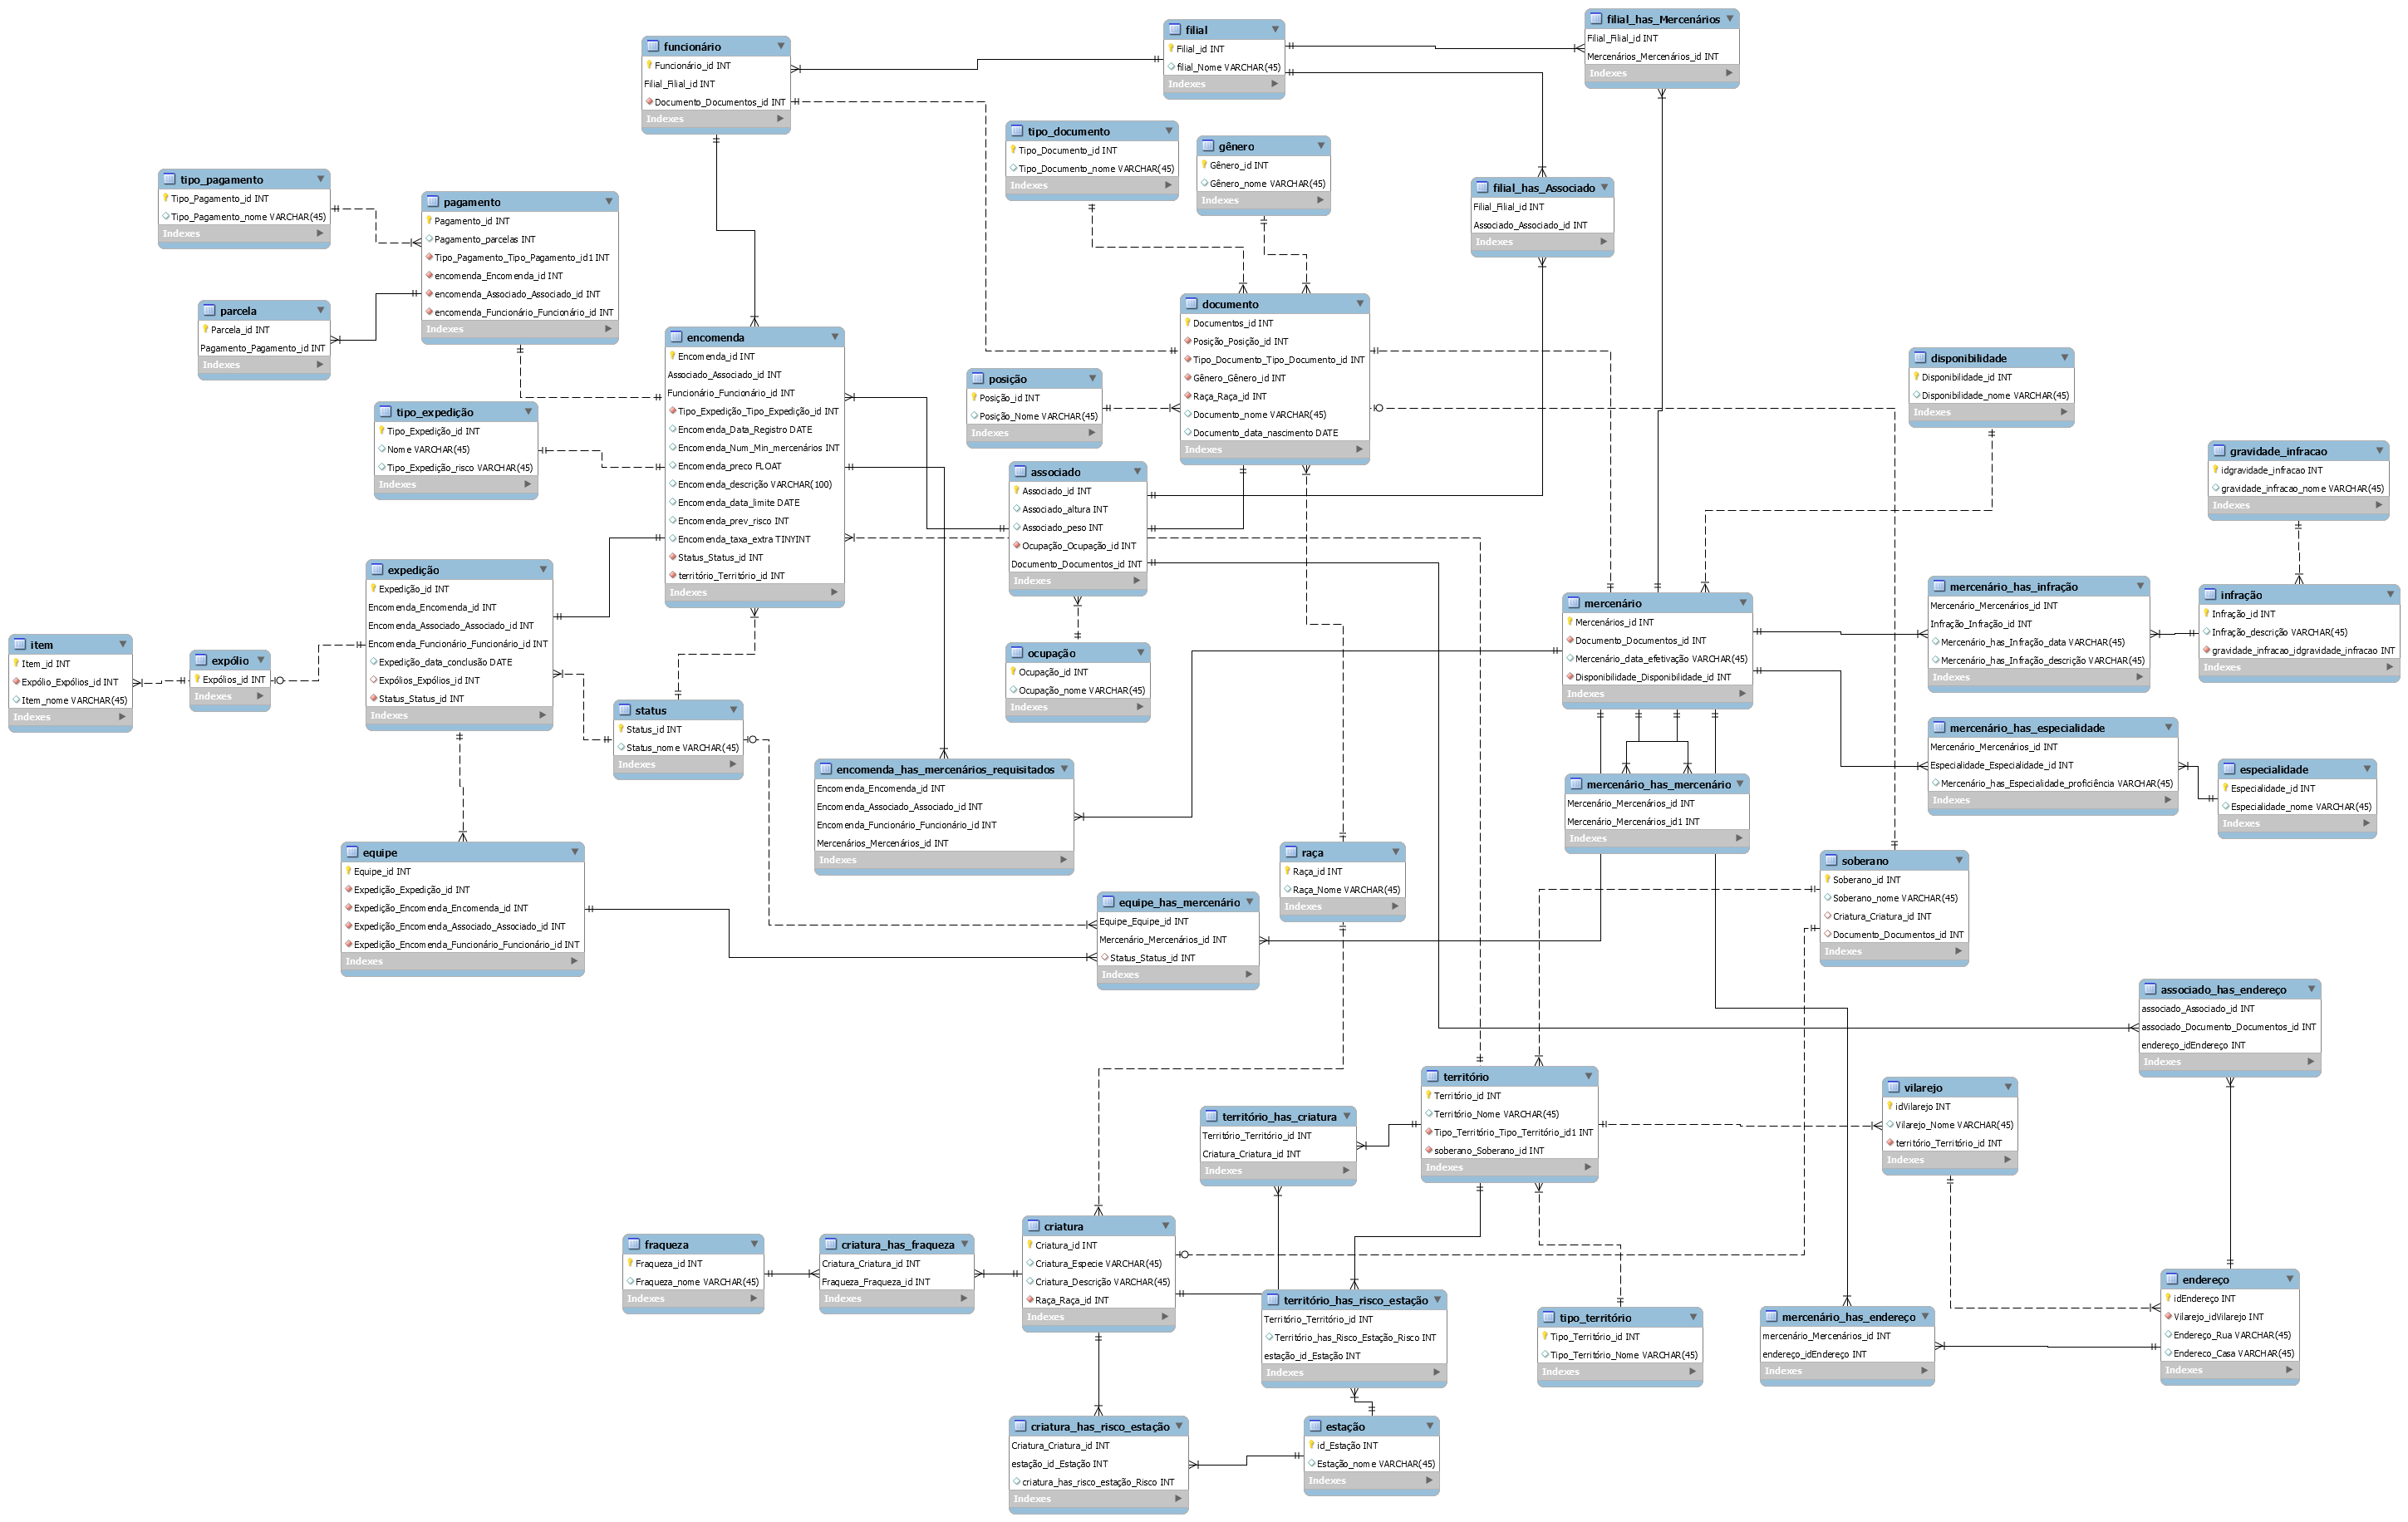 funcionário
Funcionário_id INT
Filial_Filial_id INT
Documento_Documentos_id INT
Indexes
filial
Filial_id INT
filial_Nome VARCHAR(45)
Indexes
filial_has_Mercenários
Filial_Filial_id INT
Mercenários_Mercenários_id INT
Indexes
tipo_documento
Tipo_Documento_id INT
Tipo_Documento_nome VARCHAR(45)
Indexes
gênero
Gênero_id INT
Gênero_nome VARCHAR(45)
Indexes
filial_has_Associado
Filial_Filial_id INT
Associado_Associado_id INT
Indexes
tipo_pagamento
Tipo_Pagamento_id INT
Tipo_Pagamento_nome VARCHAR(45)
Indexes
pagamento
Pagamento_id INT
Pagamento_parcelas INT
Tipo_Pagamento_Tipo_Pagamento_id1 INT
encomenda_Encomenda_id INT
encomenda_Associado_Associado_id INT
encomenda_Funcionário_Funcionário_id INT
Indexes
parcela
Parcela_id INT
Pagamento_Pagamento_id INT
Indexes
encomenda
Encomenda_id INT
Associado_Associado_id INT
Funcionário_Funcionário_id INT
Tipo_Expedição_Tipo_Expedição_id INT
Encomenda_Data_Registro DATE
Encomenda_Num_Min_mercenários INT
Encomenda_preco FLOAT
Encomenda_descrição VARCHAR(100)
Encomenda_data_limite DATE
Encomenda_prev_risco INT
Encomenda_taxa_extra TINYINT
Status_Status_id INT
território_Território_id INT
Indexes
documento
Documentos_id INT
Posição_Posição_id INT
Tipo_Documento_Tipo_Documento_id INT
Gênero_Gênero_id INT
Raça_Raça_id INT
Documento_nome VARCHAR(45)
Documento_data_nascimento DATE
Indexes
posição
Posição_id INT
Posição_Nome VARCHAR(45)
Indexes
tipo_expedição
Tipo_Expedição_id INT
Nome VARCHAR(45)
Tipo_Expedição_risco VARCHAR(45)
Indexes
disponibilidade
Disponibilidade_id INT
Disponibilidade_nome VARCHAR(45)
Indexes
gravidade_infracao
idgravidade_infracao INT
gravidade_infracao_nome VARCHAR(45)
Indexes
associado
Associado_id INT
Associado_altura INT
Associado_peso INT
Ocupação_Ocupação_id INT
Documento_Documentos_id INT
Indexes
expedição
Expedição_id INT
Encomenda_Encomenda_id INT
Encomenda_Associado_Associado_id INT
Encomenda_Funcionário_Funcionário_id INT
Expedição_data_conclusão DATE
Expólios_Expólios_id INT
Status_Status_id INT
Indexes
mercenário
Mercenários_id INT
Documento_Documentos_id INT
Mercenário_data_efetivação VARCHAR(45)
Disponibilidade_Disponibilidade_id INT
Indexes
mercenário_has_infração
Mercenário_Mercenários_id INT
Infração_Infração_id INT
Mercenário_has_Infração_data VARCHAR(45)
Mercenário_has_Infração_descrição VARCHAR(45)
Indexes
infração
Infração_id INT
Infração_descrição VARCHAR(45)
gravidade_infracao_idgravidade_infracao INT
Indexes
item
Item_id INT
Expólio_Expólios_id INT
Item_nome VARCHAR(45)
Indexes
expólio
Expólios_id INT
Indexes
ocupação
Ocupação_id INT
Ocupação_nome VARCHAR(45)
Indexes
status
Status_id INT
Status_nome VARCHAR(45)
Indexes
mercenário_has_especialidade
Mercenário_Mercenários_id INT
Especialidade_Especialidade_id INT
Mercenário_has_Especialidade_proficiência VARCHAR(45)
Indexes
especialidade
Especialidade_id INT
Especialidade_nome VARCHAR(45)
Indexes
encomenda_has_mercenários_requisitados
Encomenda_Encomenda_id INT
Encomenda_Associado_Associado_id INT
Encomenda_Funcionário_Funcionário_id INT
Mercenários_Mercenários_id INT
Indexes
mercenário_has_mercenário
Mercenário_Mercenários_id INT
Mercenário_Mercenários_id1 INT
Indexes
equipe
Equipe_id INT
Expedição_Expedição_id INT
Expedição_Encomenda_Encomenda_id INT
Expedição_Encomenda_Associado_Associado_id INT
Expedição_Encomenda_Funcionário_Funcionário_id INT
Indexes
raça
Raça_id INT
Raça_Nome VARCHAR(45)
Indexes
soberano
Soberano_id INT
Soberano_nome VARCHAR(45)
Criatura_Criatura_id INT
Documento_Documentos_id INT
Indexes
equipe_has_mercenário
Equipe_Equipe_id INT
Mercenário_Mercenários_id INT
Status_Status_id INT
Indexes
associado_has_endereço
associado_Associado_id INT
associado_Documento_Documentos_id INT
endereço_idEndereço INT
Indexes
território
Território_id INT
Território_Nome VARCHAR(45)
Tipo_Território_Tipo_Território_id1 INT
soberano_Soberano_id INT
Indexes
vilarejo
idVilarejo INT
Vilarejo_Nome VARCHAR(45)
território_Território_id INT
Indexes
território_has_criatura
Território_Território_id INT
Criatura_Criatura_id INT
Indexes
fraqueza
Fraqueza_id INT
Fraqueza_nome VARCHAR(45)
Indexes
criatura_has_fraqueza
Criatura_Criatura_id INT
Fraqueza_Fraqueza_id INT
Indexes
criatura
Criatura_id INT
Criatura_Especie VARCHAR(45)
Criatura_Descrição VARCHAR(45)
Raça_Raça_id INT
Indexes
território_has_risco_estação
Território_Território_id INT
Território_has_Risco_Estação_Risco INT
estação_id_Estação INT
Indexes
tipo_território
Tipo_Território_id INT
Tipo_Território_Nome VARCHAR(45)
Indexes
mercenário_has_endereço
mercenário_Mercenários_id INT
endereço_idEndereço INT
Indexes
endereço
idEndereço INT
Vilarejo_idVilarejo INT
Endereço_Rua VARCHAR(45)
Endereco_Casa VARCHAR(45)
Indexes
criatura_has_risco_estação
Criatura_Criatura_id INT
estação_id_Estação INT
criatura_has_risco_estação_Risco INT
Indexes
estação
id_Estação INT
Estação_nome VARCHAR(45)
Indexes